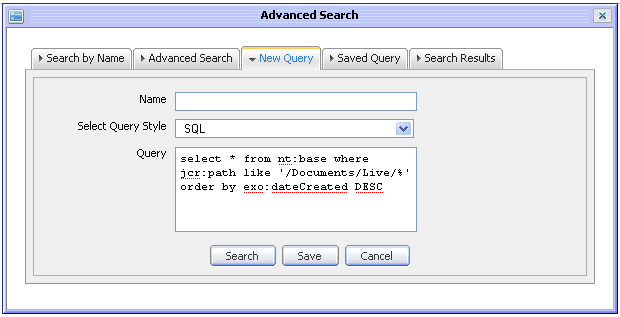 Advanced Search
Search by Name Advanced Search New Query Saved Query Search Results
Name
Select Query Style SQL
Query select * from nt:base where
jcr:path like '/Documents/Live/%'
order by exo:dateCreated DESC
Search Save Cancel